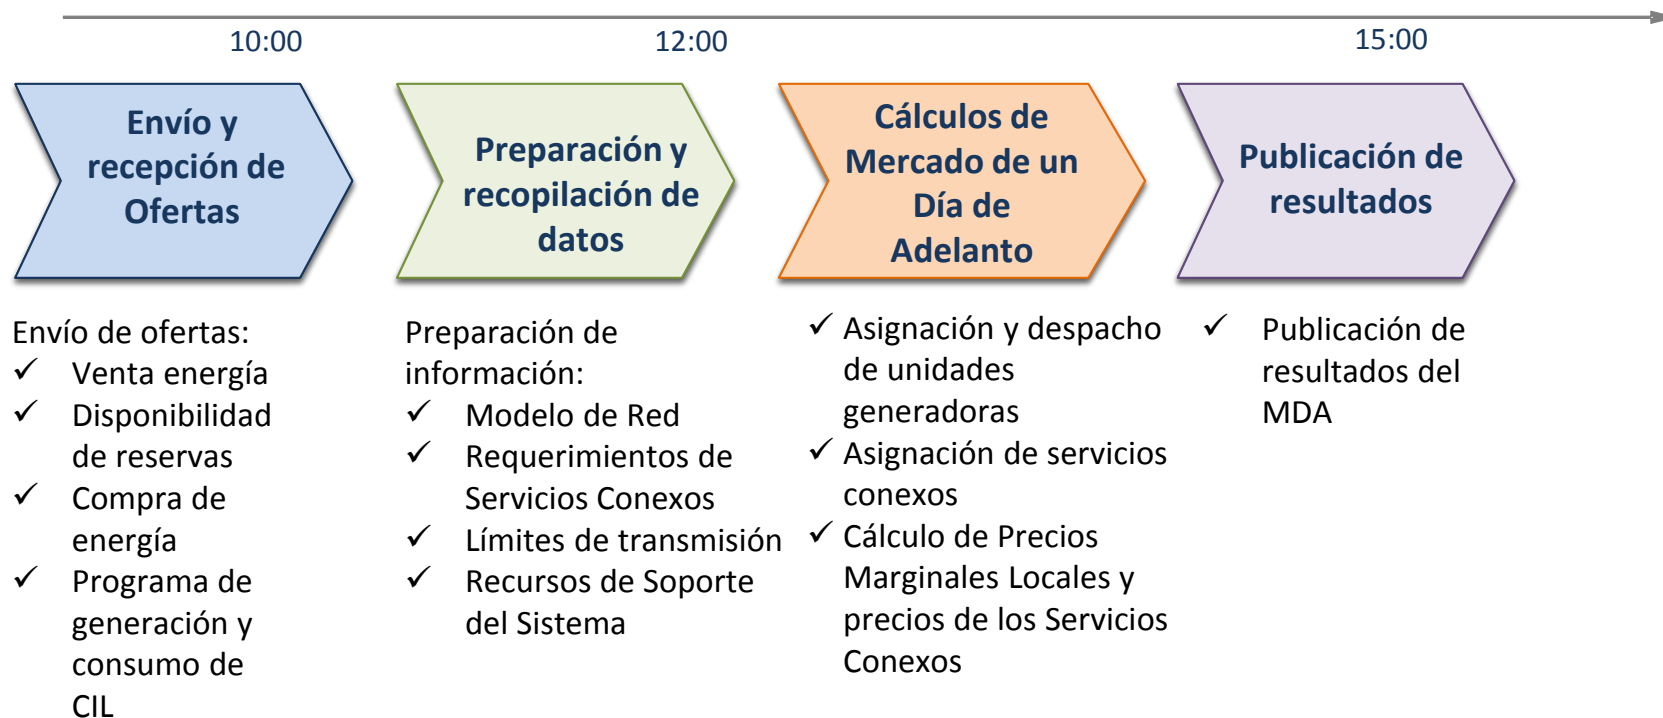 10:00
12:00
15:00
Envío y
recepción de
Ofertas
Preparación y
recopilación de
datos
Cálculos de
Mercado de un
Día de
Adelanto
Publicación de
resultados
Envío de ofertas:
✓ Venta energía
✓ Disponibilidad
de reservas
✓ Compra de
energía
✓ Programa de
generación y
consumo de
CIL
Preparación de
información:
✓ Modelo de Red
✓ Requerimientos de
Servicios Conexos
✓ Límites de transmisión
✓ Recursos de Soporte
del Sistema
✓ Asignación y despacho
de unidades
generadoras
✓ Asignación de servicios
conexos
✓ Cálculo de Precios
Marginales Locales y
precios de los Servicios
Conexos
✓ Publicación de
resultados del
MDA